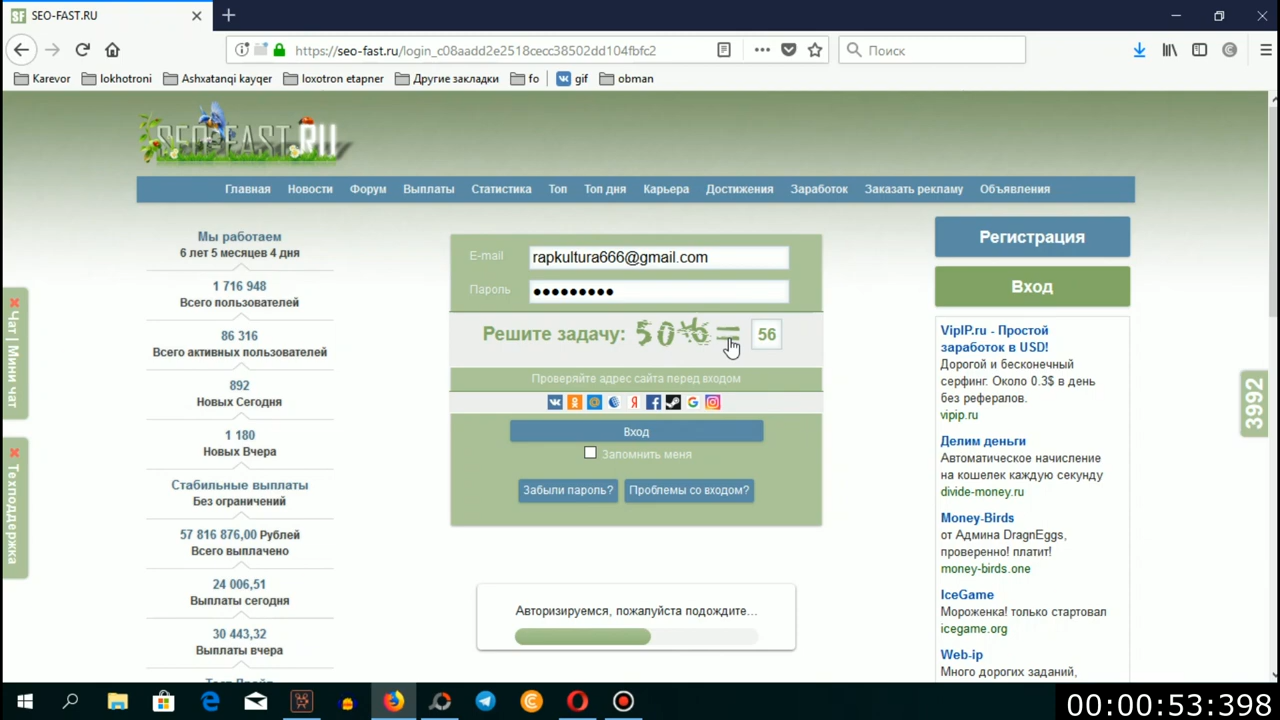 SEO-FAST.RU
https://seo-fast.ru/login_c08aadd2e2518cecc38502dd104fbfc2
Поиск
Karevor
lokhotroni
Ashxatanqi kayqer
loxotron etapner
Другие закладки
fo
gif
obman
SEO-FAST.RU
Главная
Новости
Форум
Выплаты
Статистика
Топ
Топ дня
Карьера
Достижения
Заработок
Заказать рекламу
Объявления
Чат | Мини чат
Техподдержка
Мы работаем
6 лет 5 месяцев 4 дня
1 716 948
Всего пользователей
86 316
Всего активных пользователей
892
Новых Сегодня
1 180
Новых Вчера
Стабильные выплаты
Без ограничений
57 816 876,00 Рублей
Всего выплачено
24 006,51
Выплаты сегодня
30 443,32
Выплаты вчера
E-mail
rapkultura666@gmail.com
Пароль
●●●●●●●●●
Решите задачу:
56
Проверяйте адрес сайта перед входом
Вход
Запомнить меня
Забыли пароль?
Проблемы со входом?
Авторизируемся, пожалуйста подождите...
Регистрация
Вход
VipIP.ru - Простой
заработок в USD!
Дорогой и бесконечный
серфинг. Около 0.3$ в день
без рефералов.
vipip.ru
Делим деньги
Автоматическое начисление
на кошелек каждую секунду
divide-money.ru
Money-Birds
от Админа DragnEggs,
проверенно! платит!
money-birds.one
IceGame
Мороженка! только стартовал
icegame.org
Web-ip
Много дорогих заданий,
3992
00:00:53:398